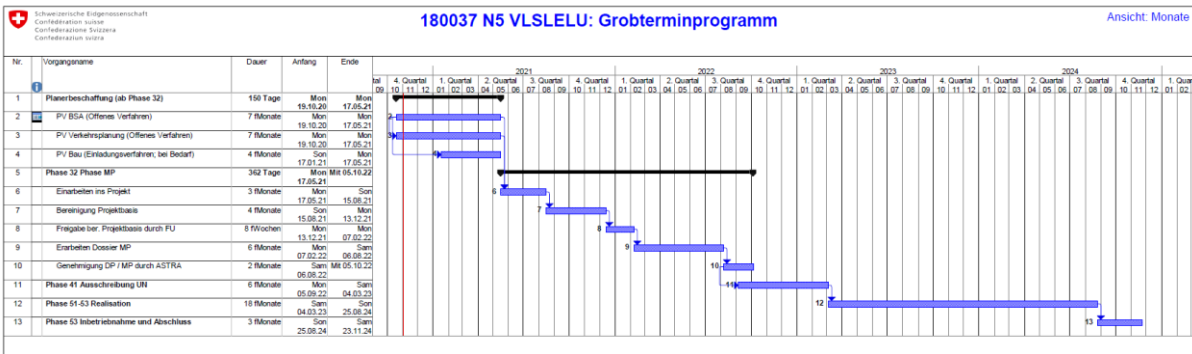 Schweizerische Eidgenossenschaft
Confédération suisse
Confederazione Svizzera
Confederaziun svizra
180037 N5 VLSLELU: Grobterminprogramm
Ansicht: Monate
Nr. Vorgangsname Dauer Anfang Ende
2021 2022 2023 2024
tal 4. Quartal 1. Quartal 2. Quartal 3. Quartal 4. Quartal 1. Quartal 2. Quartal 3. Quartal 4. Quartal 1. Quartal 2. Quartal 3. Quartal 4. Quartal 1. Quartal 2. Quartal 3. Quartal 4. Quartal 1. Quartal
09 10 11 12 01 02 03 04 05 06 07 08 09 10 11 12 01 02 03 04 05 06 07 08 09 10 11 12 01 02 03 04 05 06 07 08 09 10 11 12 01 02 03 04 05 06 07 08 09 10 11 12 01 02
1 Planerbeschaffung (ab Phase 32) 150 Tage Mon 19.10.20 Mon 17.05.21
2 PV BSA (Offenes Verfahren) 7 fMonate Mon 19.10.20 Mon 17.05.21 2
3 PV Verkehrsplanung (Offenes Verfahren) 7 fMonate Mon 19.10.20 Mon 17.05.21 3
4 PV Bau (Einladungsverfahren; bei Bedarf) 4 fMonate Son 17.01.21 Mon 17.05.21 4
5 Phase 32 Phase MP 362 Tage Mon 17.05.21 Mit 05.10.22
6 Einarbeiten ins Projekt 3 fMonate Mon 17.05.21 Son 15.08.21 6
7 Bereinigung Projektbasis 4 fMonate Son 15.08.21 Mon 13.12.21 7
8 Freigabe ber. Projektbasis durch FU 8 fWochen Mon 13.12.21 Mon 07.02.22 8
9 Erarbeiten Dossier MP 6 fMonate Mon 07.02.22 Sam 06.08.22 9
10 Genehmigung DP / MP durch ASTRA 2 fMonate Sam 06.08.22 Mit 05.10.22 10
11 Phase 41 Ausschreibung UN 6 fMonate Mon 05.09.22 Sam 04.03.23 11
12 Phase 51-53 Realisation 18 fMonate Sam 04.03.23 Son 25.08.24 12
13 Phase 53 Inbetriebnahme und Abschluss 3 fMonate Son 25.08.24 Sam 23.11.24 13